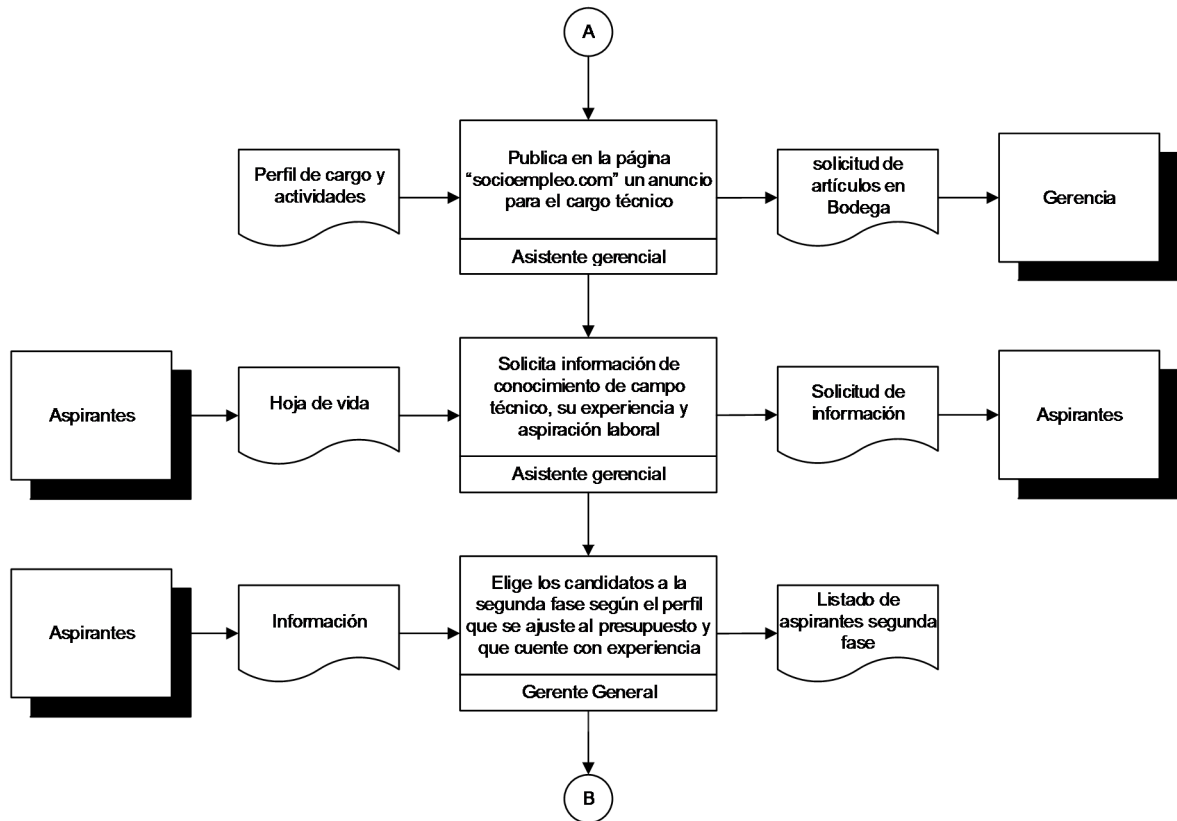 A
Perfil de cargo y
actividades
Publica en la página
“socioempleo.com” un anuncio
para el cargo técnico
Asistente gerencial
solicitud de
artículos en
Bodega
Gerencia
Aspirantes
Hoja de vida
Solicita información de
conocimiento de campo
técnico, su experiencia y
aspiración laboral
Asistente gerencial
Solicitud de
información
Aspirantes
Aspirantes
Información
Elige los candidatos a la
segunda fase según el perfil
que se ajuste al presupuesto y
que cuente con experiencia
Gerente General
Listado de
aspirantes segunda
fase
B